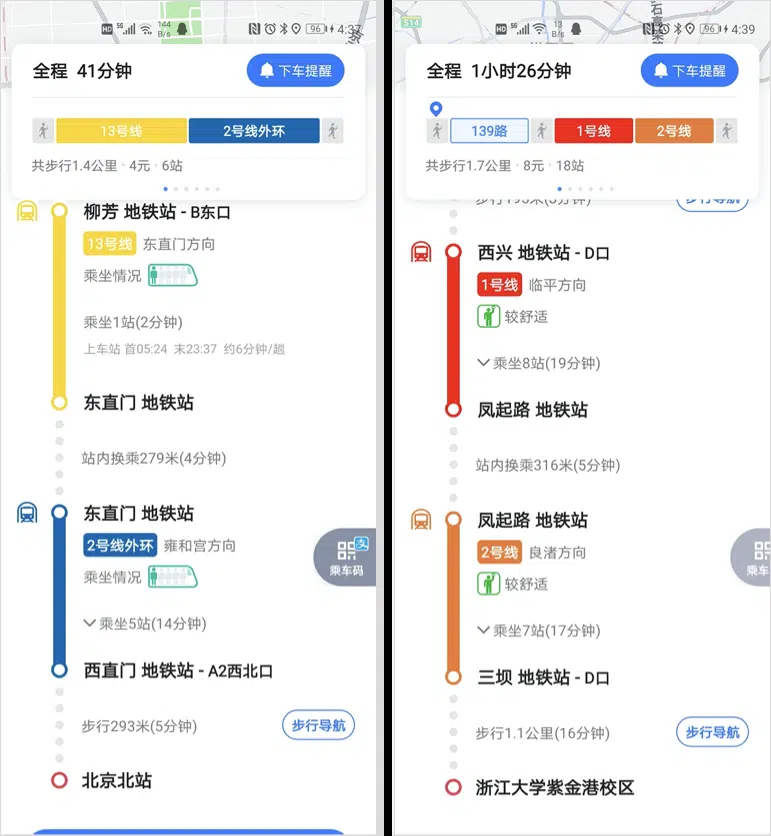 HD 5G 144 B/s 96 4:37
全程 41分钟
下车提醒
13号线
2号线外环
共步行1.4公里·4元·6站
柳芳 地铁站 - B东口
13号线 东直门方向
乘坐情况
乘坐1站(2分钟)
上车站 首05:24 末23:37 约6分钟/趟
东直门 地铁站
站内换乘279米(4分钟)
东直门 地铁站
2号线外环 雍和宫方向
乘坐情况
支
乘车码
乘坐5站(14分钟)
西直门 地铁站 - A2西北口
步行293米(5分钟)
步行导航
北京北站
S14
HD 5G 13 B/s 96 4:39
全程 1小时26分钟
下车提醒
139路
1号线
2号线
共步行1.7公里·8元·18站
步行导航
西兴 地铁站 - D口
1号线 临平方向
较舒适
乘坐8站(19分钟)
凤起路 地铁站
站内换乘316米(5分钟)
凤起路 地铁站
2号线 良渚方向
较舒适
乘车
乘坐7站(17分钟)
三坝 地铁站 - D口
步行1.1公里(16分钟)
步行导航
浙江大学紫金港校区